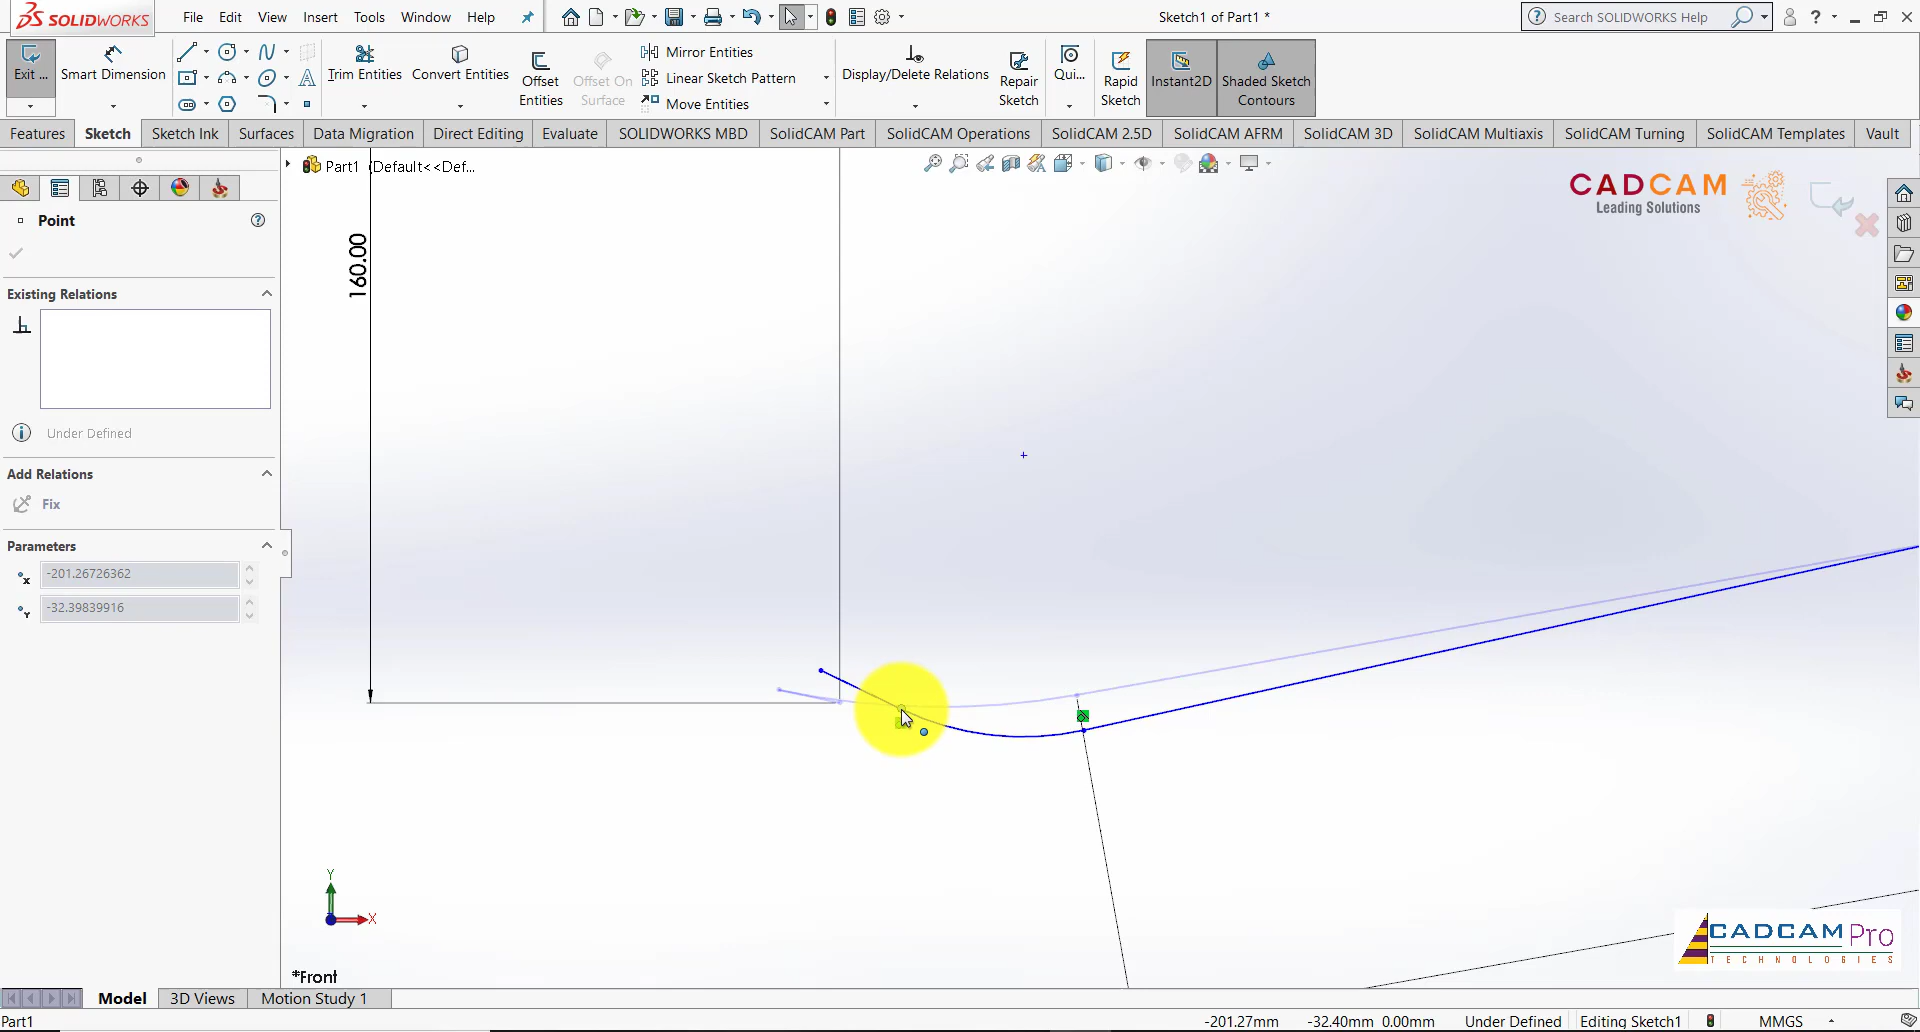 SOLIDWORKS File Edit View Insert Tools Window Help Sketch1 of Part1 * Search SOLIDWORKS Help
Exit ... Smart Dimension Trim Entities Convert Entities Offset Entities Offset On Surface Mirror Entities Display/Delete Relations Repair Sketch Qui... Rapid Sketch Instant2D Shaded Sketch Contours
Linear Sketch Pattern
Move Entities
Features Sketch Sketch Ink Surfaces Data Migration Direct Editing Evaluate SOLIDWORKS MBD SolidCAM Part SolidCAM Operations SolidCAM 2.5D SolidCAM AFRM SolidCAM 3D SolidCAM Multiaxis SolidCAM Turning SolidCAM Templates Vault
Part1 (Default<<Def...
CADCAM
Leading Solutions
Point
Existing Relations
Under Defined
Add Relations
Fix
Parameters
x -201.26726362
Y -32.39839916
160.00
Y
X
CADCAM Pro
TECHNOLOGIES
*Front
Model 3D Views Motion Study 1
Part1 -201.27mm -32.40mm 0.00mm Under Defined Editing Sketch1 MMGS